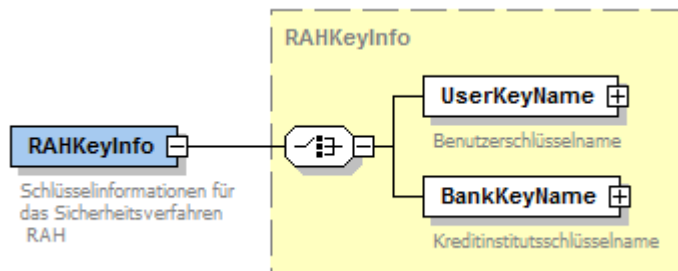 RAHKeyInfo
UserKeyName
Benutzerschlüsselname
RAHKeyInfo
Schlüsselinformationen für
das Sicherheitsverfahren
RAH
BankKeyName
Kreditinstitutsschlüsselname